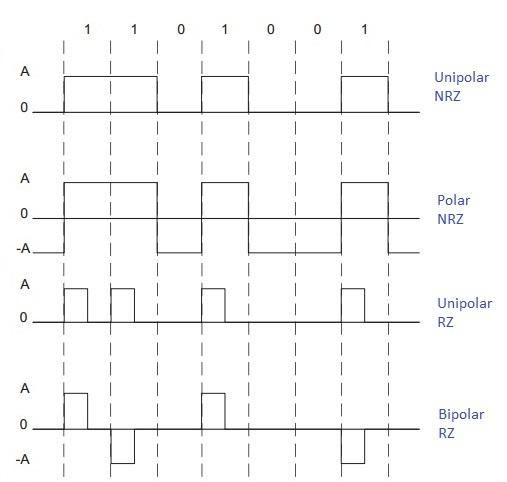 1 1 0 1 0 0 1
A
0
Unipolar
NRZ
A
0
-A
Polar
NRZ
A
0
Unipolar
RZ
A
0
-A
Bipolar
RZ